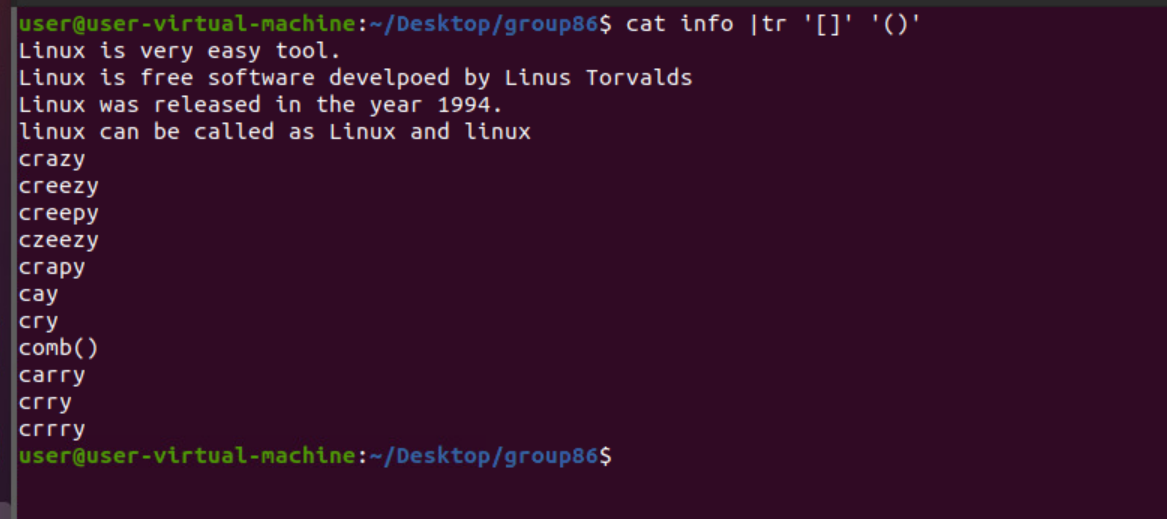 user@user-virtual-machine:~/Desktop/group86$ cat info |tr '[]' '()'
Linux is very easy tool.
Linux is free software develpoed by Linus Torvalds
Linux was released in the year 1994.
linux can be called as Linux and linux
crazy
creezy
creepy
czeezy
crapy
cay
cry
comb()
carry
crry
crrry
user@user-virtual-machine:~/Desktop/group86$